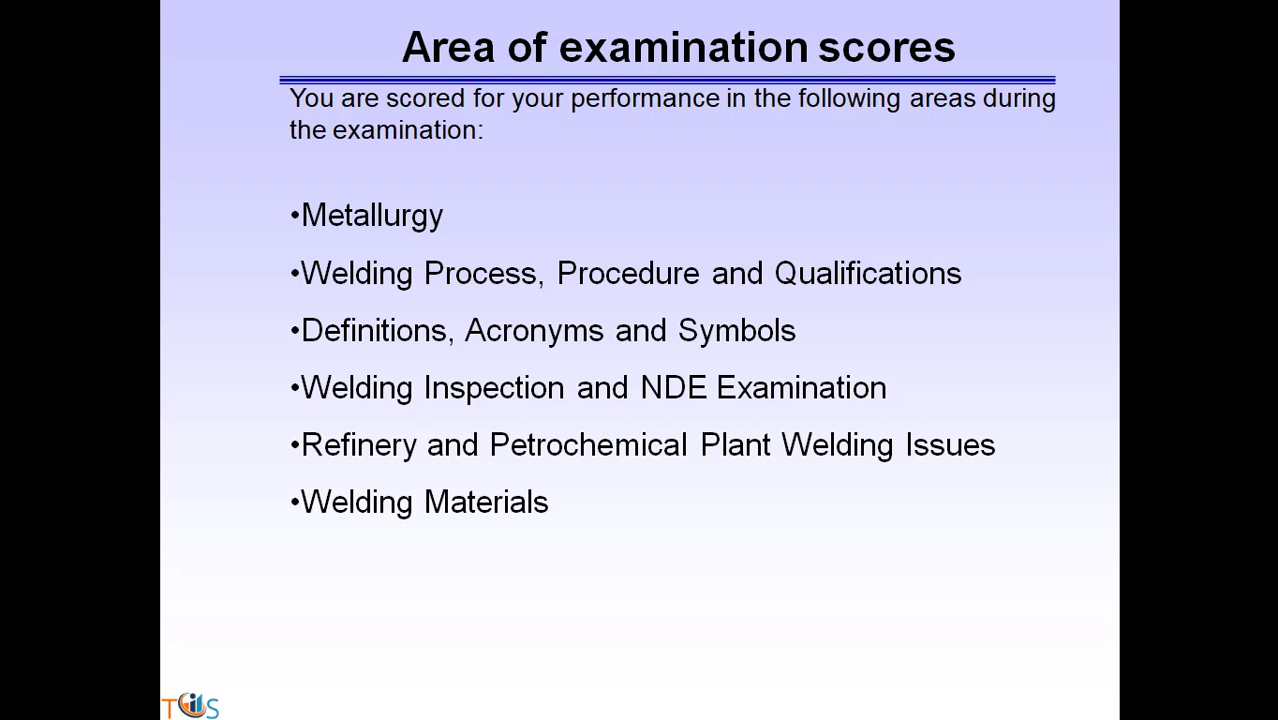 Area of examination scores
You are scored for your performance in the following areas during
the examination:
•Metallurgy
•Welding Process, Procedure and Qualifications
•Definitions, Acronyms and Symbols
•Welding Inspection and NDE Examination
•Refinery and Petrochemical Plant Welding Issues
•Welding Materials